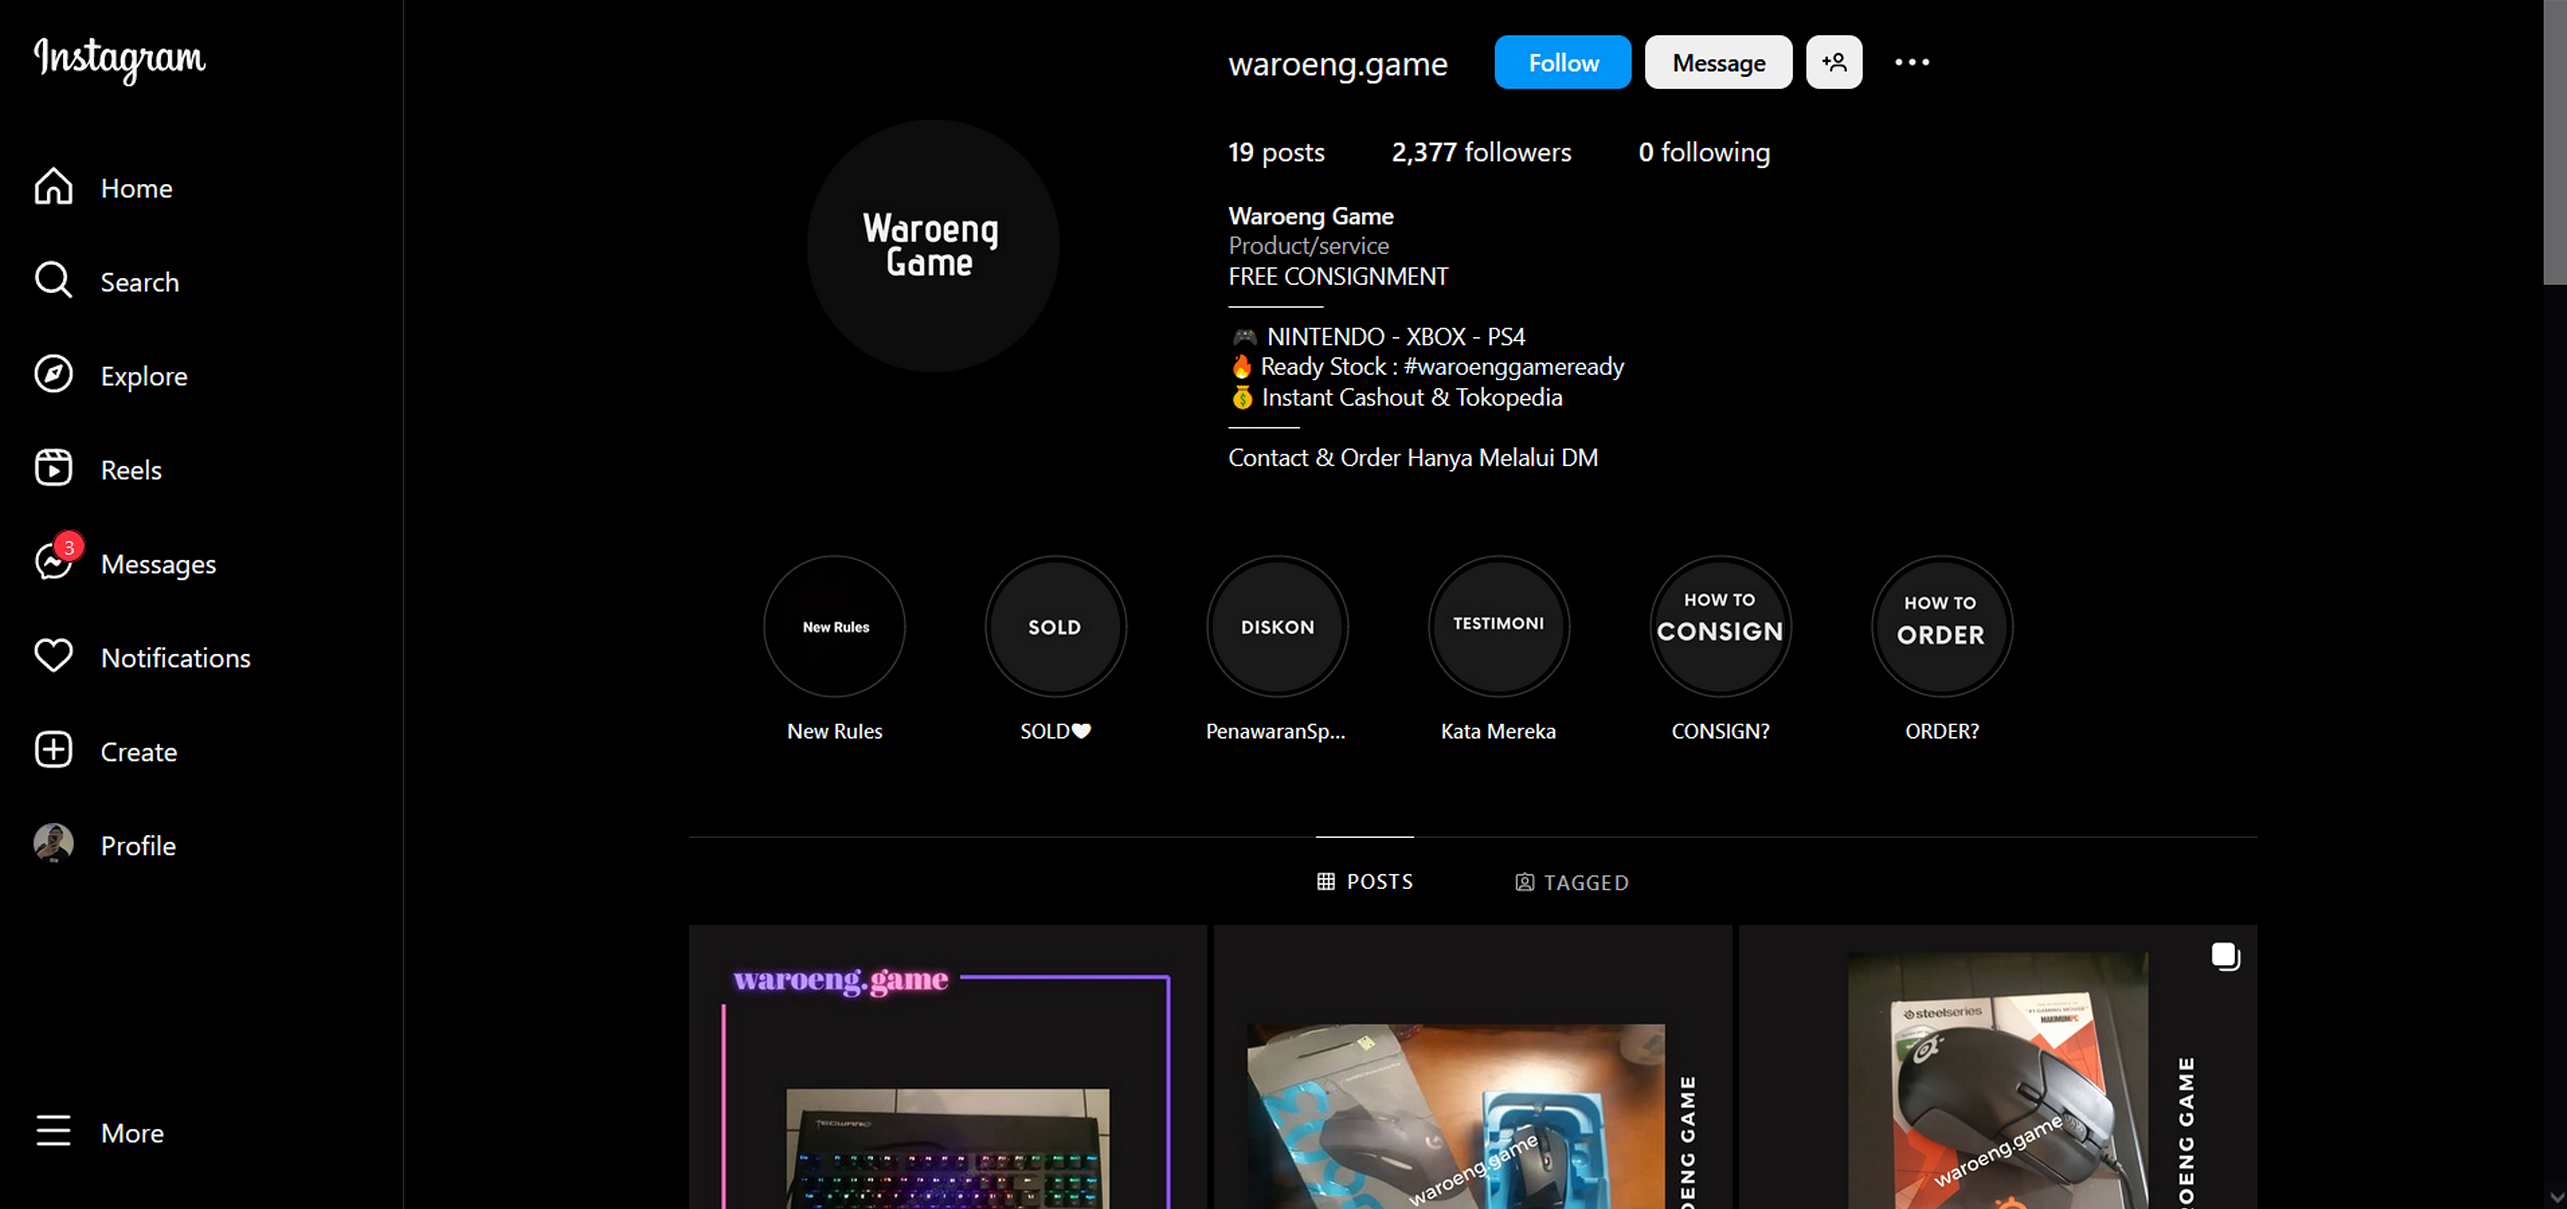 Instagram
Home
Search
Explore
Reels
3
Messages
Notifications
Create
Profile
More
waroeng.game
Follow
Message
19 posts
2,377 followers
0 following
Waroeng
Game
Waroeng Game
Product/service
FREE CONSIGNMENT
🎮 NINTENDO - XBOX - PS4
🔥 Ready Stock : #waroenggameready
💰 Instant Cashout & Tokopedia
Contact & Order Hanya Melalui DM
New Rules
SOLD
DISKON
TESTIMONI
HOW TO
CONSIGN
HOW TO
ORDER
New Rules
SOLD🤍
PenawaranSp...
Kata Mereka
CONSIGN?
ORDER?
POSTS
TAGGED
waroeng.game
TECWARE
waroeng.game
OENG GAME
steelseries
MAXIMUMPC
waroeng.game
ROENG GAME